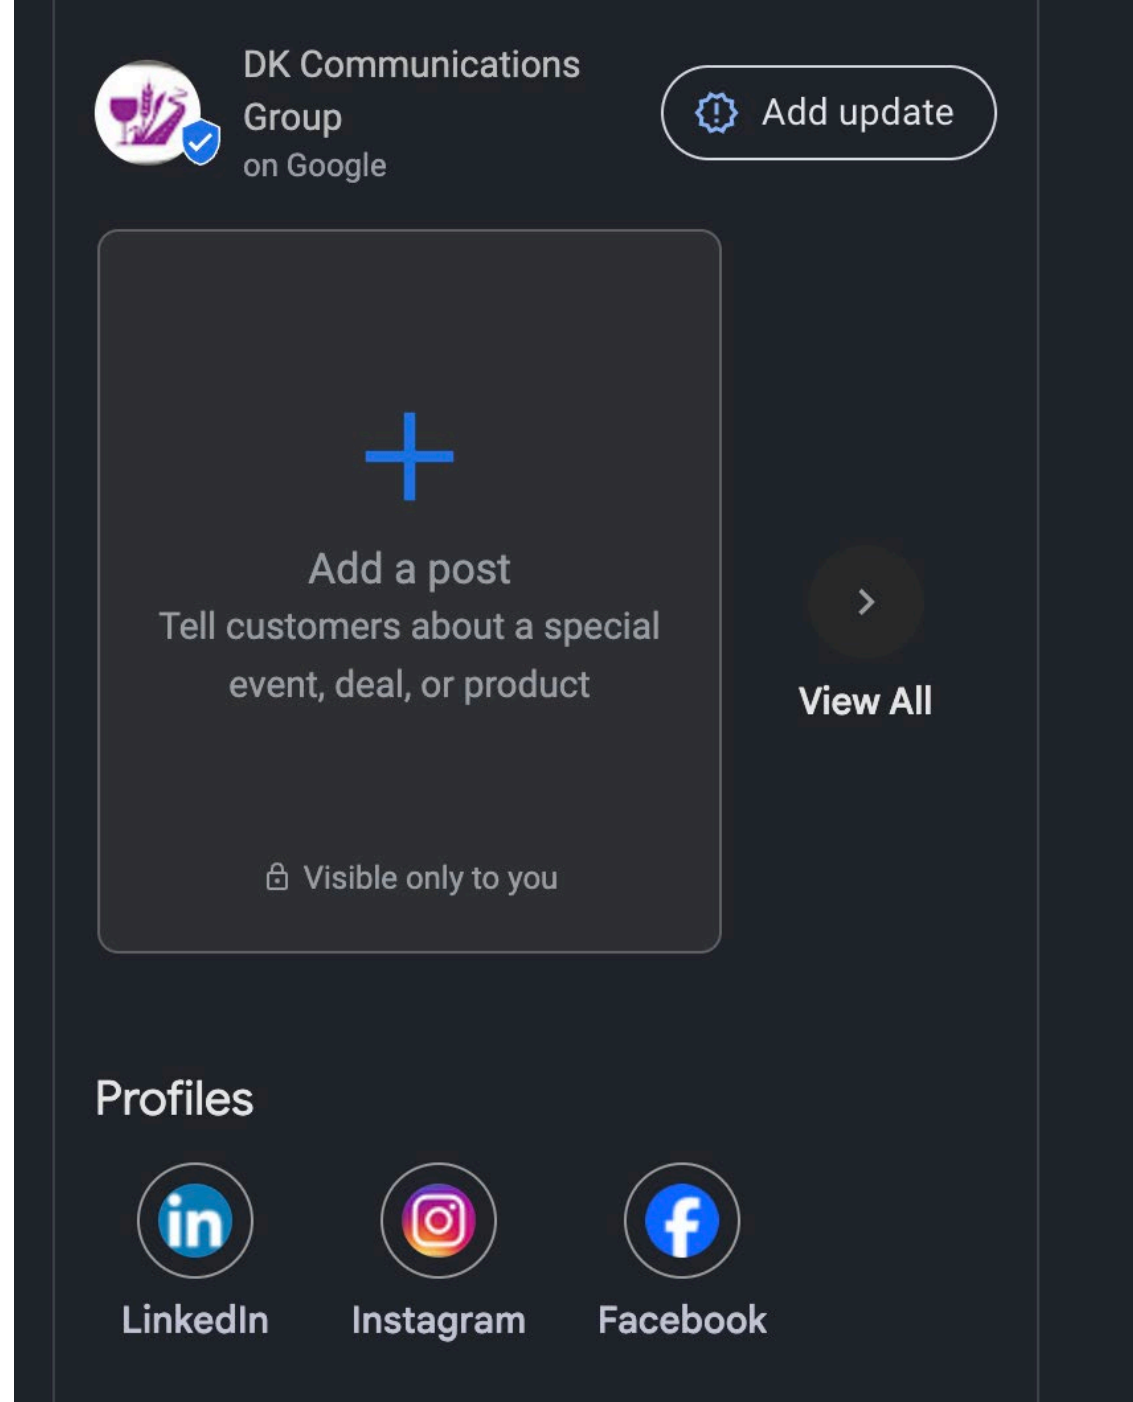 DK Communications
Group
on Google
Add update
Add a post
Tell customers about a special
event, deal, or product
View All
Visible only to you
Profiles
in
f
LinkedIn
Instagram
Facebook